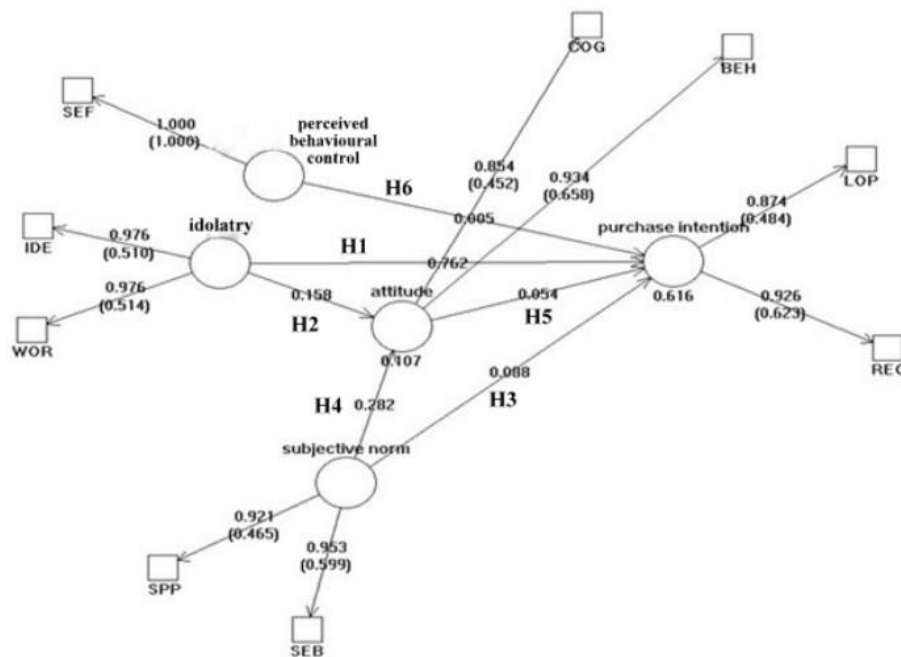 COG
BEH
SEF
1.000
(1.000)
perceived
behavioural
control
0.854
(0.452)
0.934
(0.658)
LOP
H6
0.874
(0.484)
0.005
purchase intention
IDE
0.976
(0.510)
idolatry
H1
0.762
0.976
(0.514)
0.158
attitude
0.054
0.616
0.926
(0.623)
WOR
H2
H5
0.107
REC
0.088
H4
0.282
H3
subjective norm
0.921
(0.465)
0.953
(0.599)
SPP
SEB